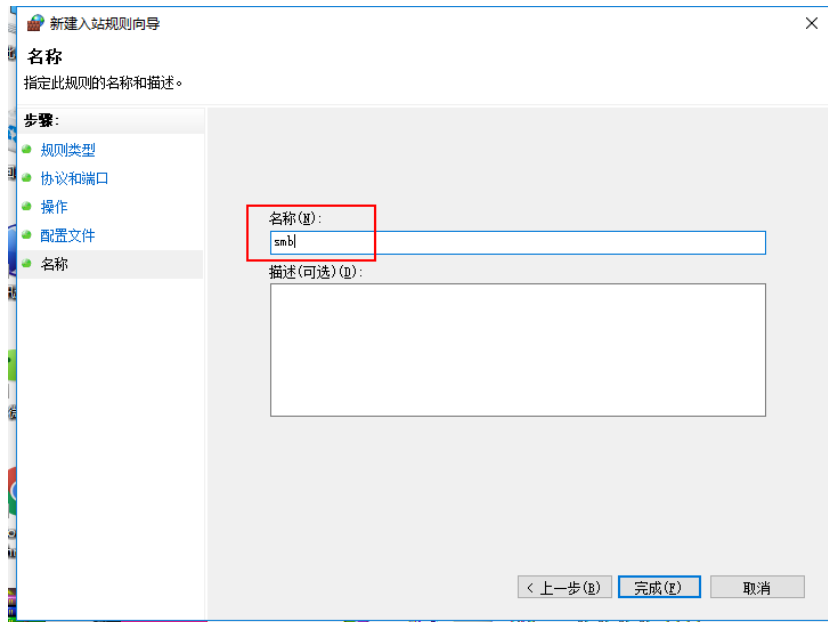 新建入站规则向导
名称
指定此规则的名称和描述。
步骤:
规则类型
协议和端口
操作
配置文件
名称
名称(N):
smb
描述(可选)(D):
< 上一步(B)
完成(F)
取消